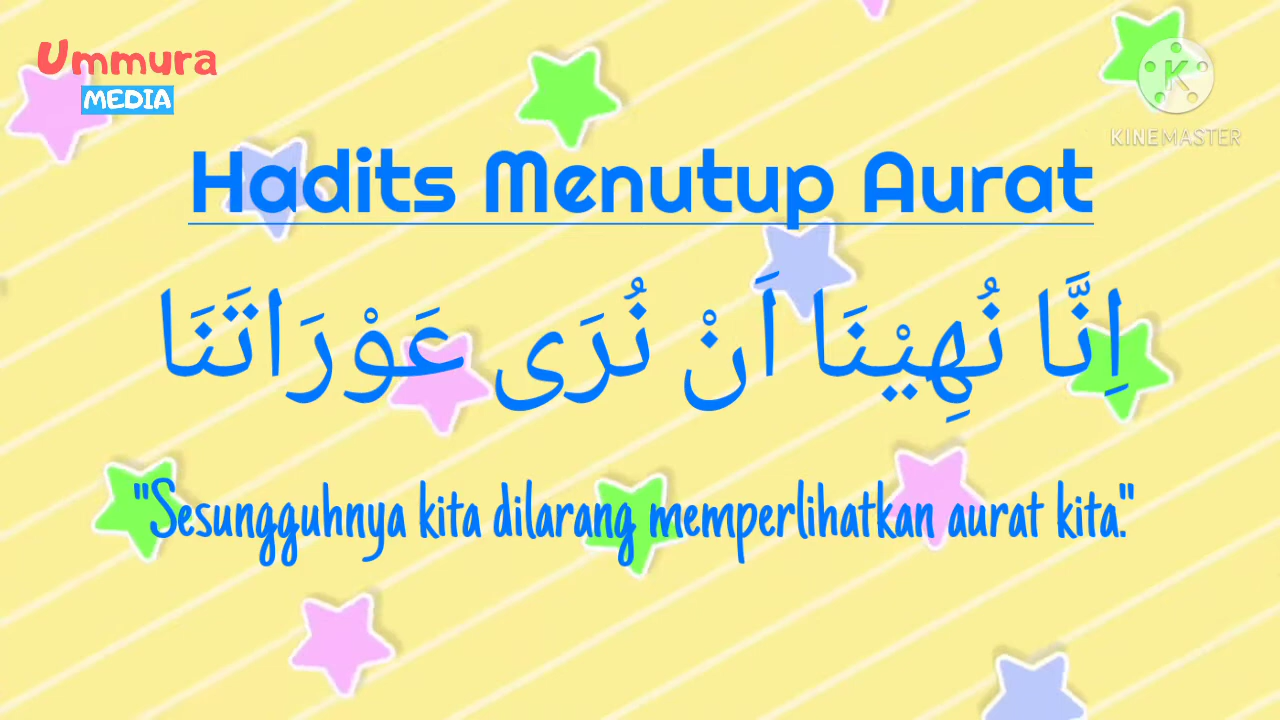 Ummura
MEDIA
KINEMASTER
Hadits Menutup Aurat
اِنَّا نُهِيْنَا اَنْ نُرَى عَوْرَاتَنَا
"Sesungguhnya kita dilarang memperlihatkan aurat kita."